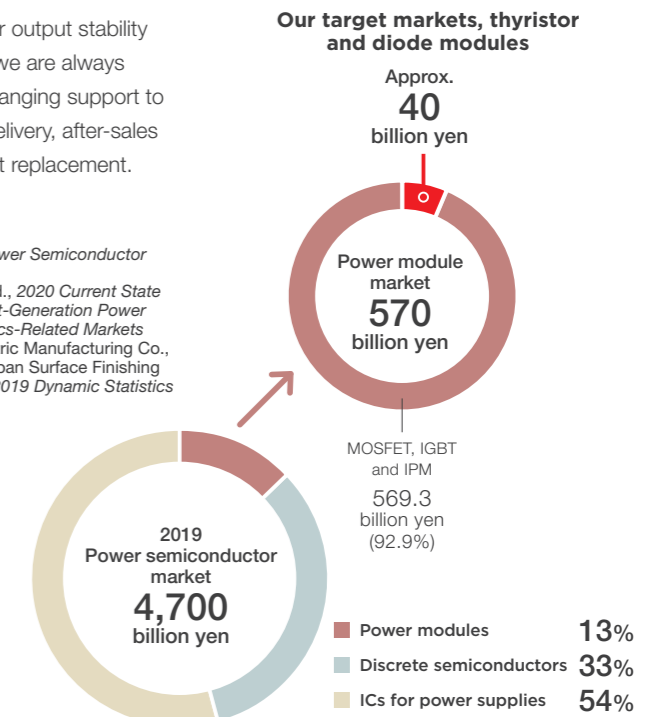 r output stability
we are always
anging support to
elivery, after-sales
t replacement.
wer Semiconductor
d., 2020 Current State
t-Generation Power
cs-Related Markets
ric Manufacturing Co.,
pan Surface Finishing
2019 Dynamic Statistics
Our target markets, thyristor
and diode modules
Approx.
40
billion yen
Power module
market
570
billion yen
MOSFET, IGBT
and IPM
569.3
billion yen
(92.9%)
2019
Power semiconductor
market
4,700
billion yen
Power modules 13%
Discrete semiconductors 33%
ICs for power supplies 54%